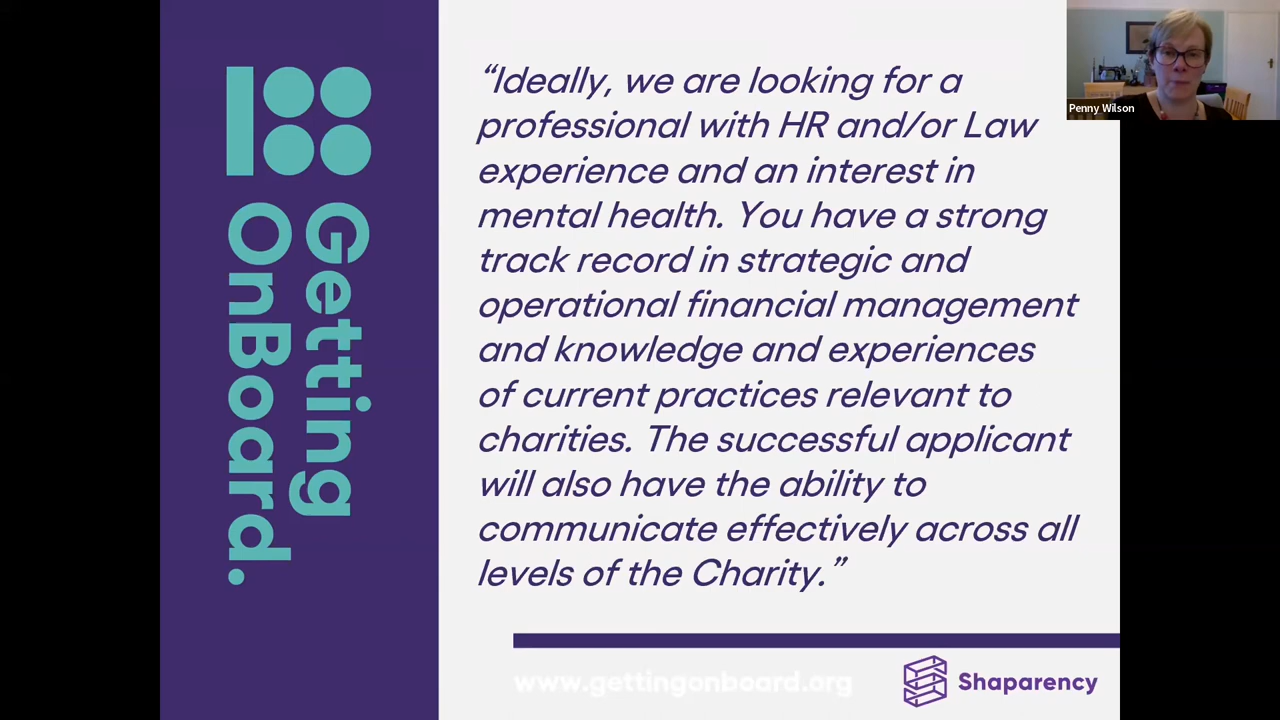 Getting
OnBoard.
“Ideally, we are looking for a
professional with HR and/or Law
experience and an interest in
mental health. You have a strong
track record in strategic and
operational financial management
and knowledge and experiences
of current practices relevant to
charities. The successful applicant
will also have the ability to
communicate effectively across all
levels of the Charity.”
www.gettingonboard.org
Shaparency
Penny Wilson